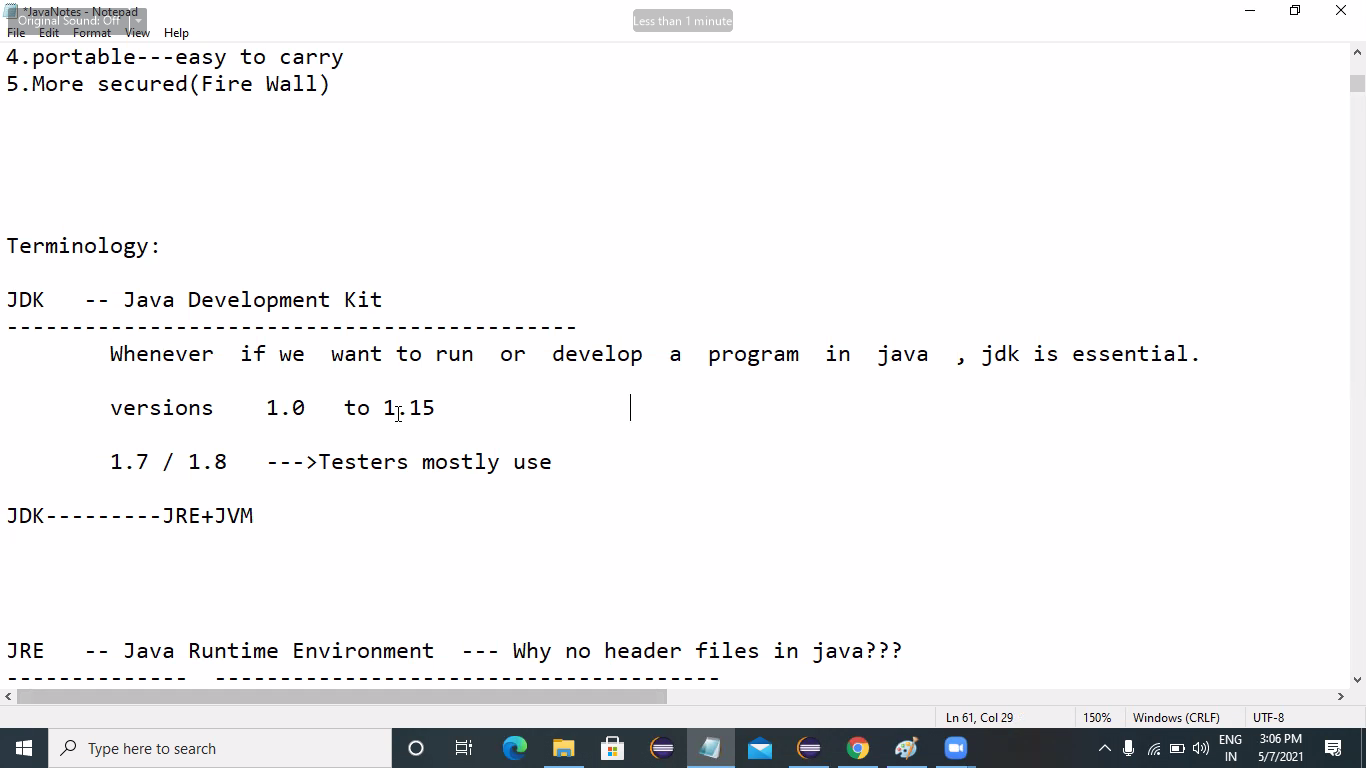 *JavaNotes - Notepad
Original Sound: Off
Less than 1 minute
File Edit Format View Help
4.portable---easy to carry
5.More secured(Fire Wall)
Terminology:
JDK   -- Java Development Kit
--------------------------------------------
Whenever  if we  want to run  or  develop  a  program  in  java  , jdk is essential.
versions    1.0   to 1.15
1.7 / 1.8   --->Testers mostly use
JDK---------JRE+JVM
JRE   -- Java Runtime Environment  --- Why no header files in java???
--------------  ---------------------------------------
Ln 61, Col 29 150% Windows (CRLF) UTF-8
Type here to search
ENG
IN
3:06 PM
5/7/2021